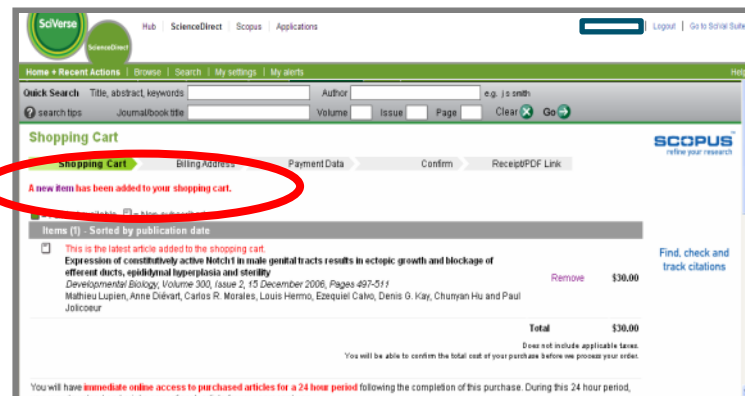 SciVerse
ScienceDirect
Hub | ScienceDirect | Scopus | Applications
Logout | Go to SciVal Suite
Home + Recent Actions | Browse | Search | My settings | My alerts
Help
Quick Search Title, abstract, keywords Author e.g. j s smith
? search tips Journal/book title Volume Issue Page Clear Go
Shopping Cart
SCOPUS
refine your research
Shopping Cart Billing Address Payment Data Confirm Receipt/PDF Link
A new item has been added to your shopping cart.
Items (1) - Sorted by publication date
This is the latest article added to the shopping cart.
Expression of constitutively active Notch1 in male genital tracts results in ectopic growth and blockage of
efferent ducts, epididymal hyperplasia and sterility
Developmental Biology, Volume 300, Issue 2, 15 December 2006, Pages 497-511
Mathieu Lupien, Anne Diévart, Carlos R. Morales, Louis Hermo, Ezequiel Calvo, Denis G. Kay, Chunyan Hu and Paul
Jolicoeur
Remove $30.00
Find, check and
track citations
Total $30.00
Does not include applicable taxes.
You will be able to confirm the total cost of your purchase before we process your order.
You will have immediate online access to purchased articles for a 24 hour period following the completion of this purchase. During this 24 hour period,